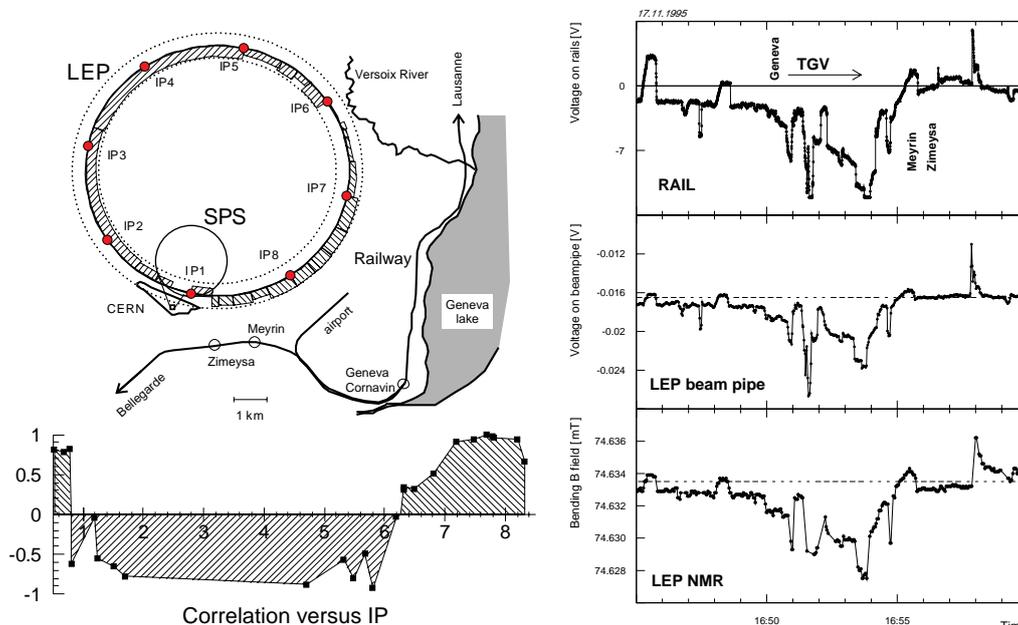 LEP
IP5
IP4
Versoix River
Lausanne
IP6
IP3
IP7
SPS
IP2
IP8
IP1
Railway
CERN
Geneva
lake
airport
Meyrin
Zimeysa
Geneva
Cornavin
Bellegarde
1 km
1
0.5
0
-0.5
-1
1 2 3 4 5 6 7 8
Correlation versus IP
17.11.1995
Voltage on rails [V]
0
-7
Geneva
TGV
Meyrin
Zimeysa
RAIL
Voltage on beampipe [V]
-0.012
-0.016
-0.02
-0.024
LEP beam pipe
Bending B field [mT]
74.636
74.634
74.632
74.630
74.628
LEP NMR
16:50 16:55